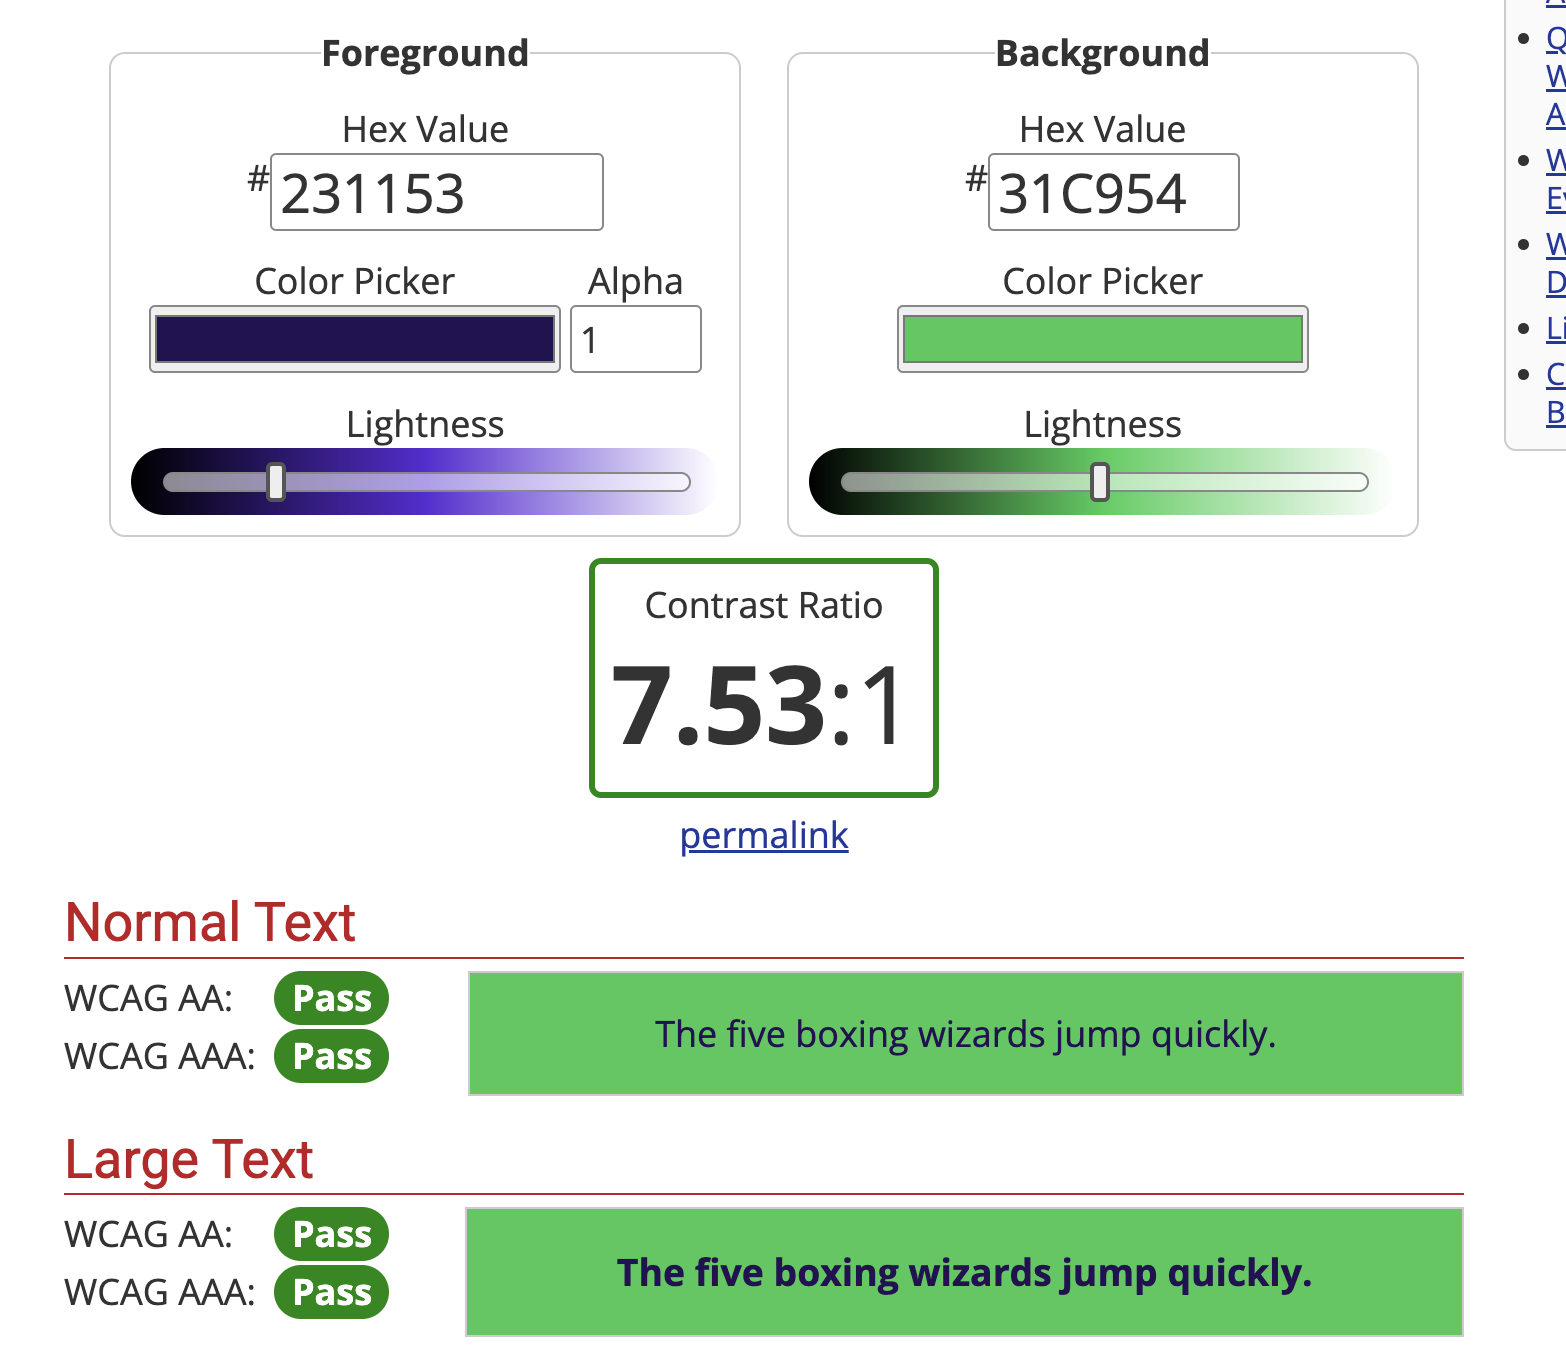 Foreground
Hex Value
#231153
Color Picker
Alpha
1
Lightness
Background
Hex Value
#31C954
Color Picker
Lightness
Contrast Ratio
7.53:1
permalink
Normal Text
WCAG AA: Pass
WCAG AAA: Pass
The five boxing wizards jump quickly.
Large Text
WCAG AA: Pass
WCAG AAA: Pass
The five boxing wizards jump quickly.